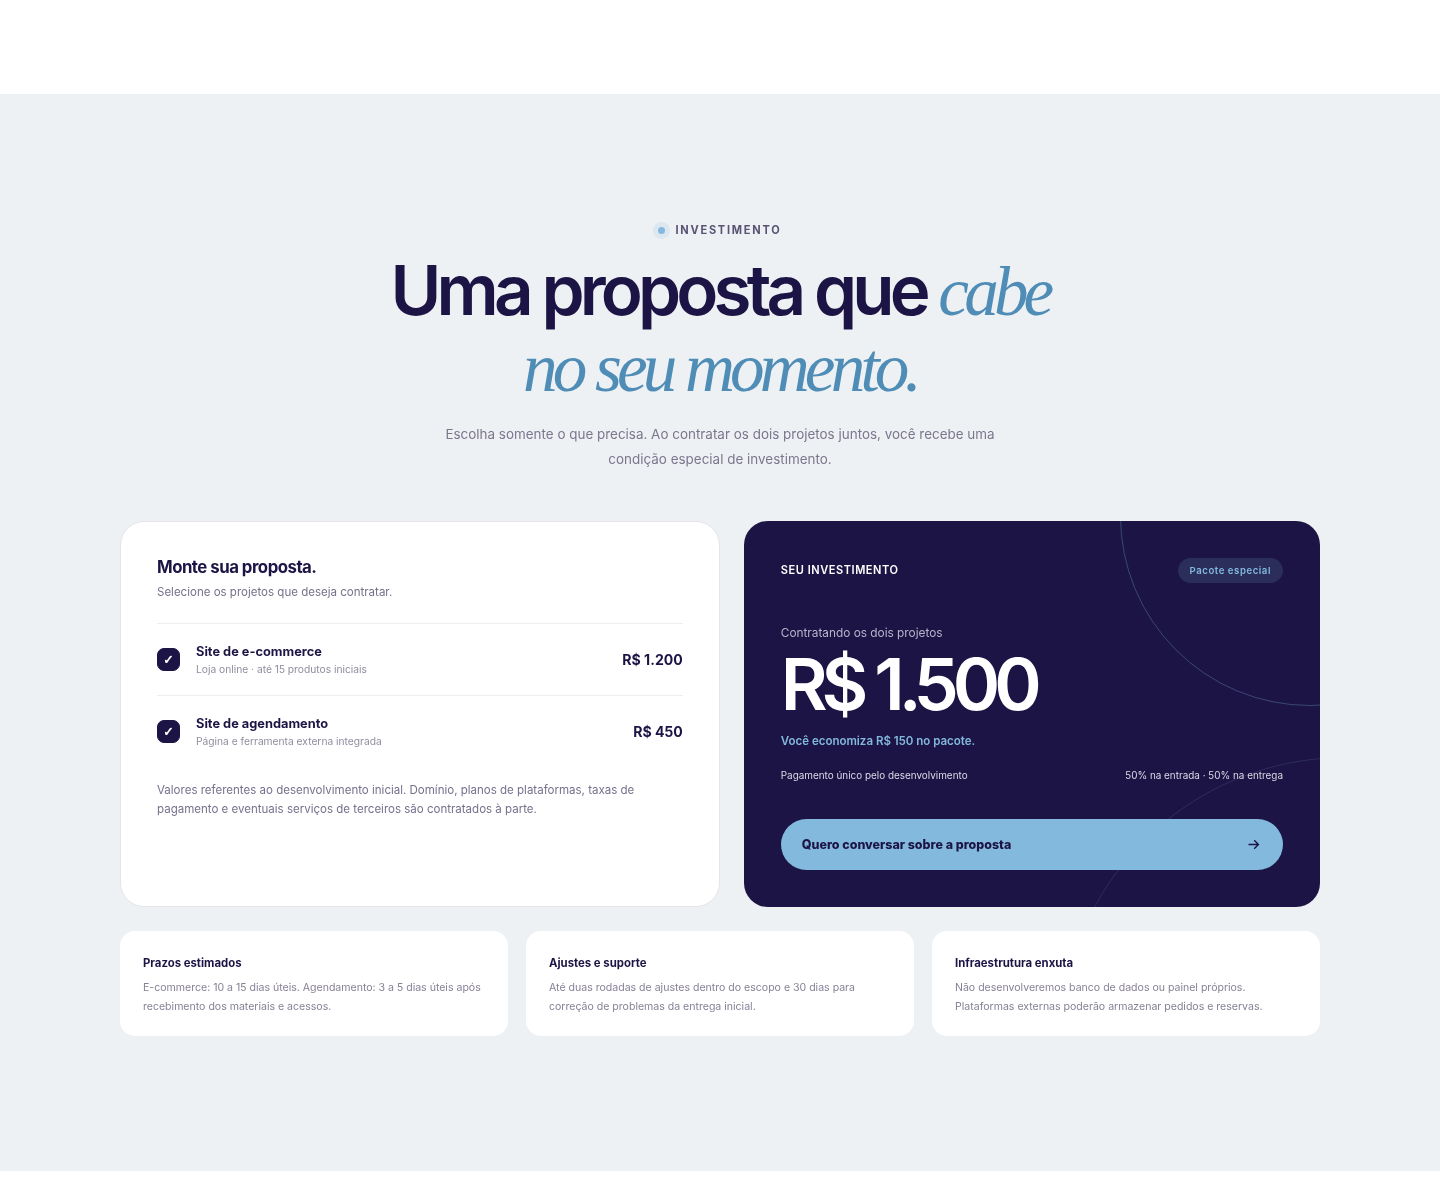 INVESTIMENTO
Uma proposta que cabe
no seu momento.
Escolha somente o que precisa. Ao contratar os dois projetos juntos, você recebe uma
condição especial de investimento.
Monte sua proposta.
Selecione os projetos que deseja contratar.
✓ Site de e-commerce
Loja online · até 15 produtos iniciais
R$ 1.200
✓ Site de agendamento
Página e ferramenta externa integrada
R$ 450
Valores referentes ao desenvolvimento inicial. Domínio, planos de plataformas, taxas de
pagamento e eventuais serviços de terceiros são contratados à parte.
SEU INVESTIMENTO
Pacote especial
Contratando os dois projetos
R$ 1.500
Você economiza R$ 150 no pacote.
Pagamento único pelo desenvolvimento
50% na entrada · 50% na entrega
Quero conversar sobre a proposta →
Prazos estimados
E-commerce: 10 a 15 dias úteis. Agendamento: 3 a 5 dias úteis após
recebimento dos materiais e acessos.
Ajustes e suporte
Até duas rodadas de ajustes dentro do escopo e 30 dias para
correção de problemas da entrega inicial.
Infraestrutura enxuta
Não desenvolveremos banco de dados ou painel próprios.
Plataformas externas poderão armazenar pedidos e reservas.